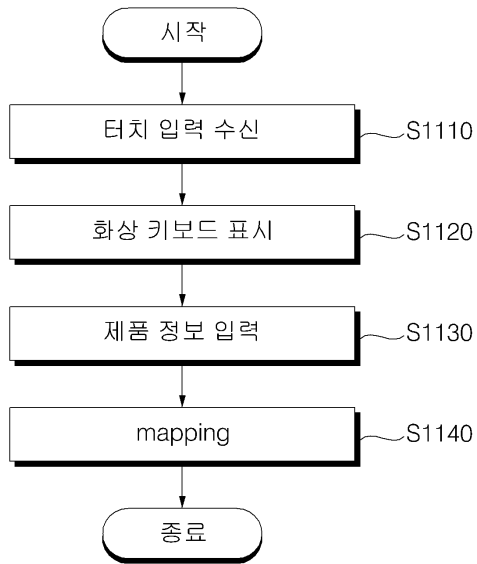 시작
터치 입력 수신
S1110
화상 키보드 표시
S1120
제품 정보 입력
S1130
mapping
S1140
종료